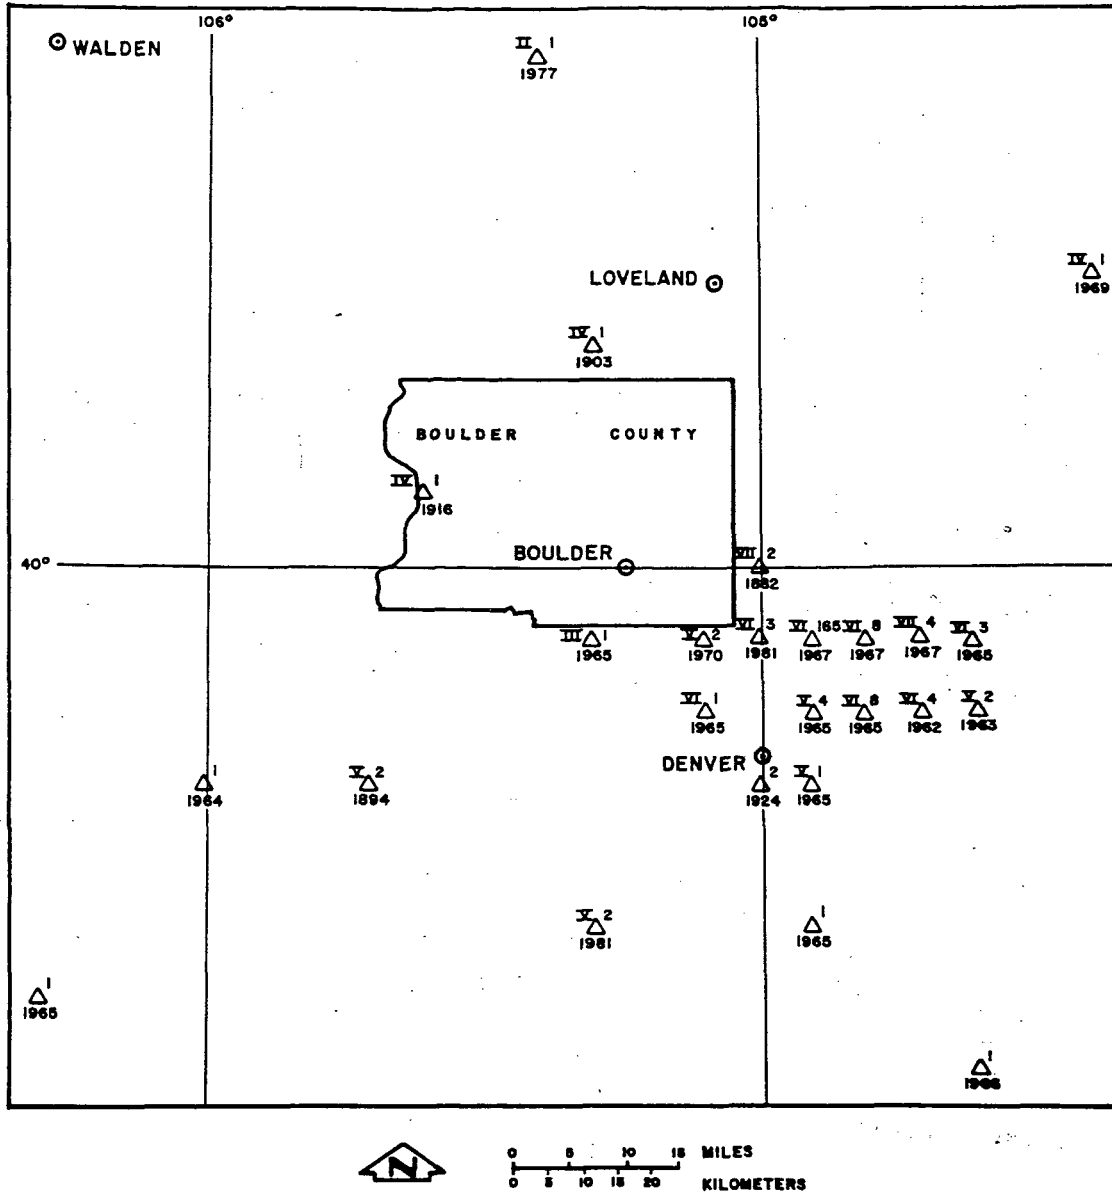 106° 105°
WALDEN
II 1
1977
IV 1
1969
LOVELAND
IV 1
1903
BOULDER COUNTY
IV 1
1916
40°
BOULDER
VII 2
1882
III 1
1965
V 2
1970
VI 3
1981
VI 165
1967
VI 8
1967
VII 4
1967
VI 3
1965
VI 1
1965
V 4
1965
VI 8
1965
VI 4
1962
V 2
1963
DENVER
1
1964
V 2
1894
2
1924
V 1
1965
V 2
1981
1
1965
1
1965
1
1966
N
0 5 10 15 MILES
0 5 10 15 20 KILOMETERS